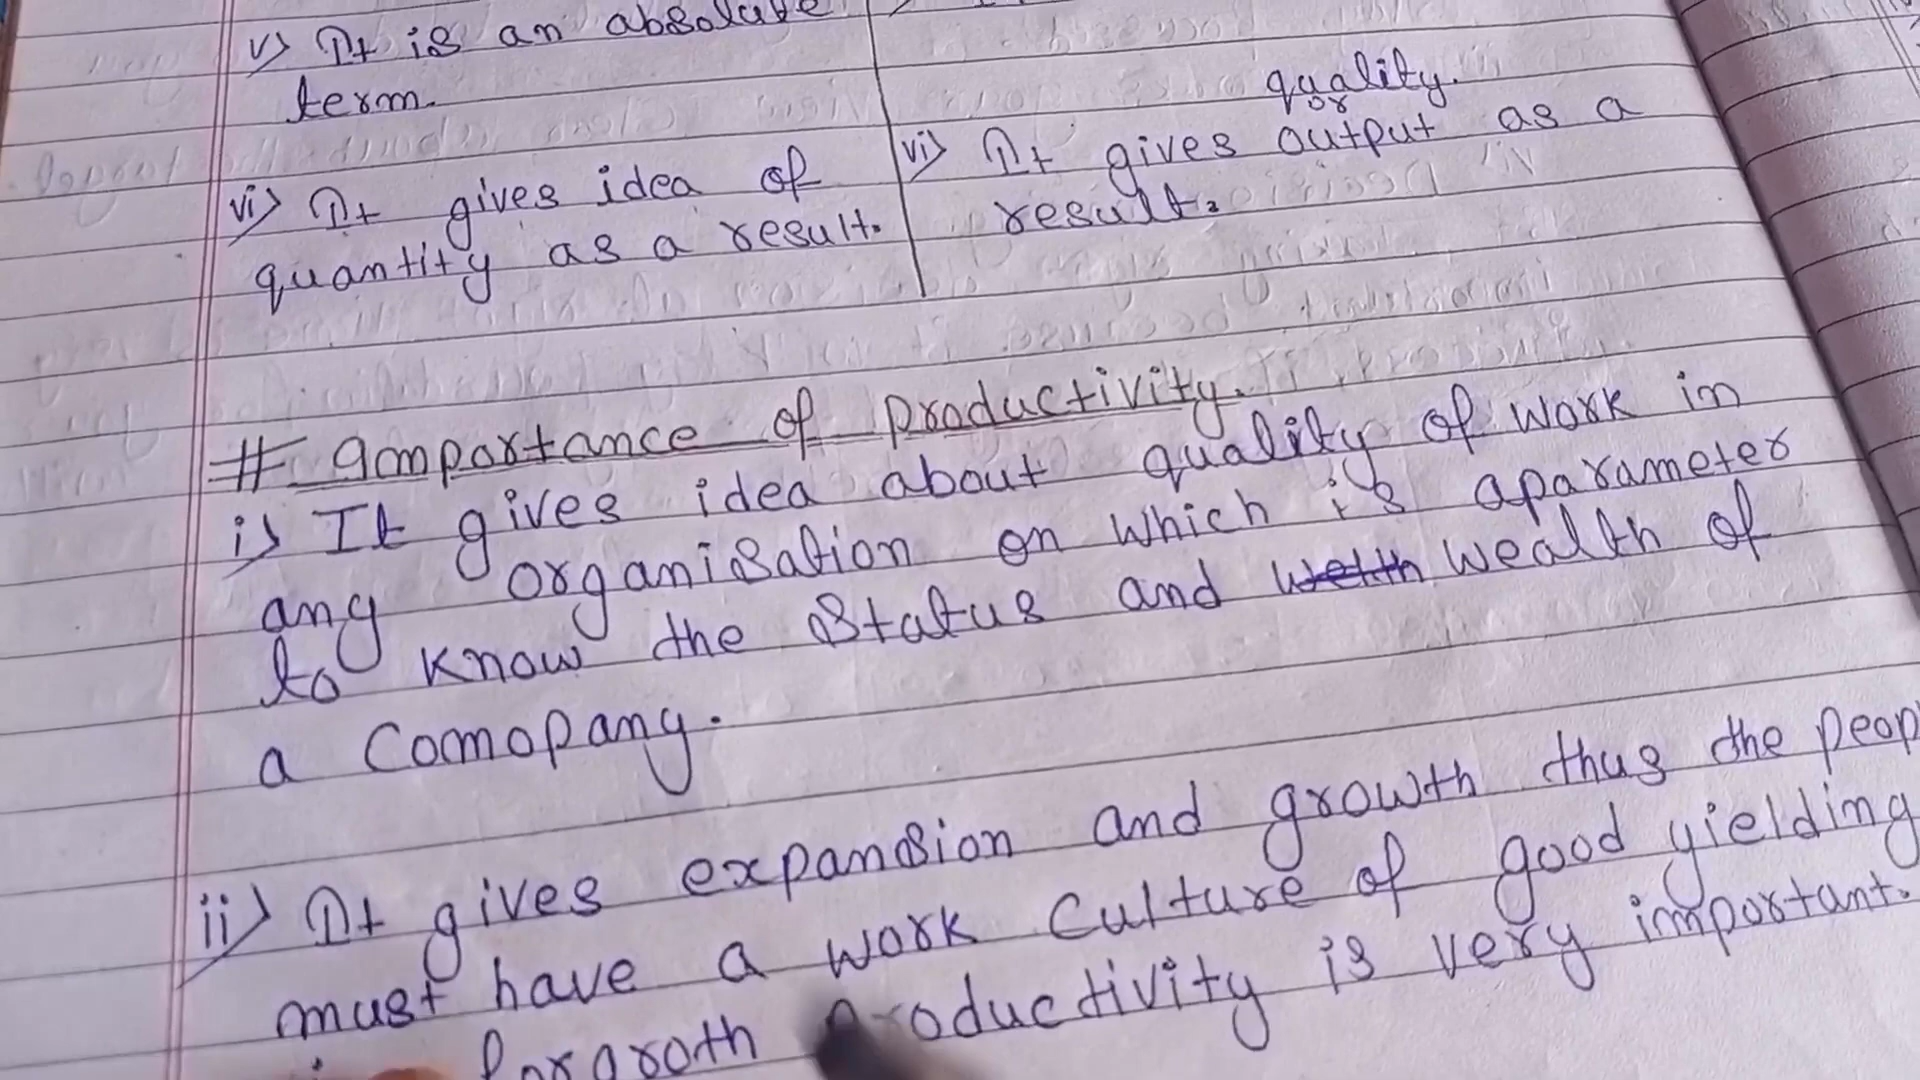 v) It is an absolute
term.
vi) It gives idea of
quantity as a result.
quality.
or
vi) It gives output as a
result.
# Importance of productivity.
i) It gives idea about quality of work in
any organisation on which is aparameter
to know the status and welth wealth of
a Comopany.
ii) It gives expansion and growth thus the peop
must have a work culture of good yielding
productivity is very important.